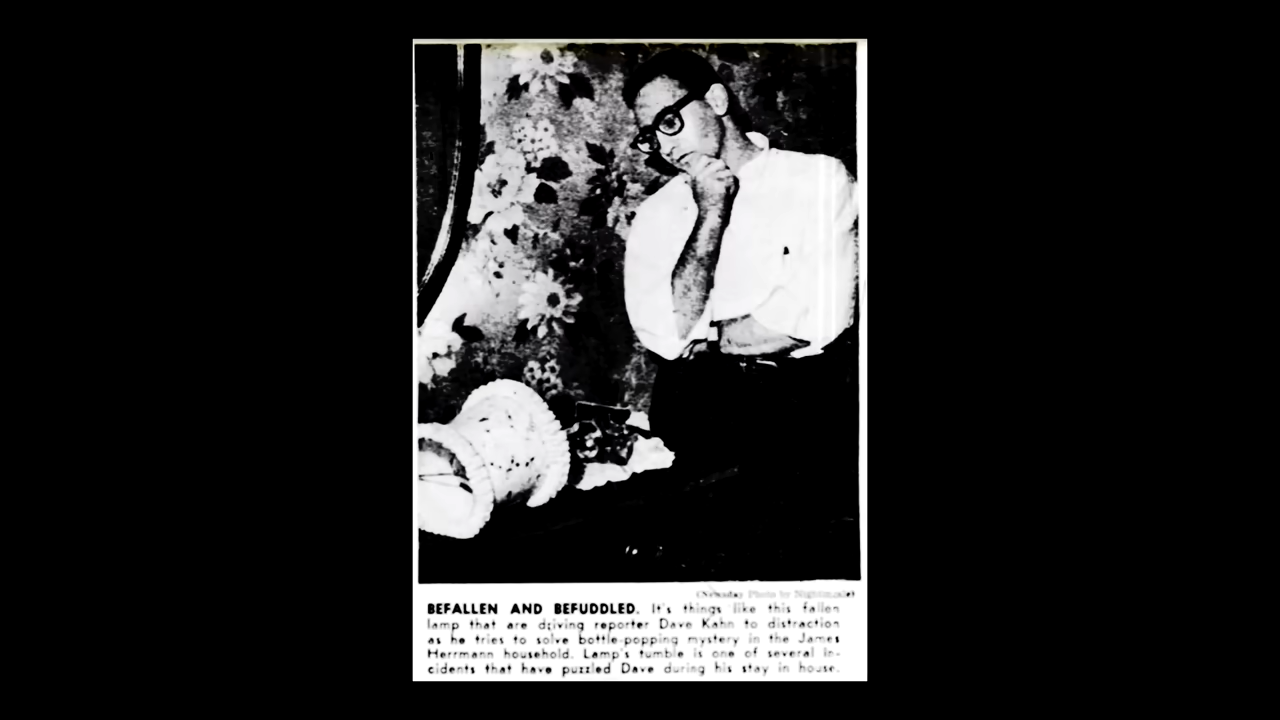 Photo by
BEFALLEN AND BEFUDDLED. It's things like this fallen
lamp that are driving reporter Dave Kahn to distraction
as he tries to solve bottle-popping mystery in the James
Herrmann household. Lamp's tumble is one of several in-
cidents that have puzzled Dave during his stay in house.